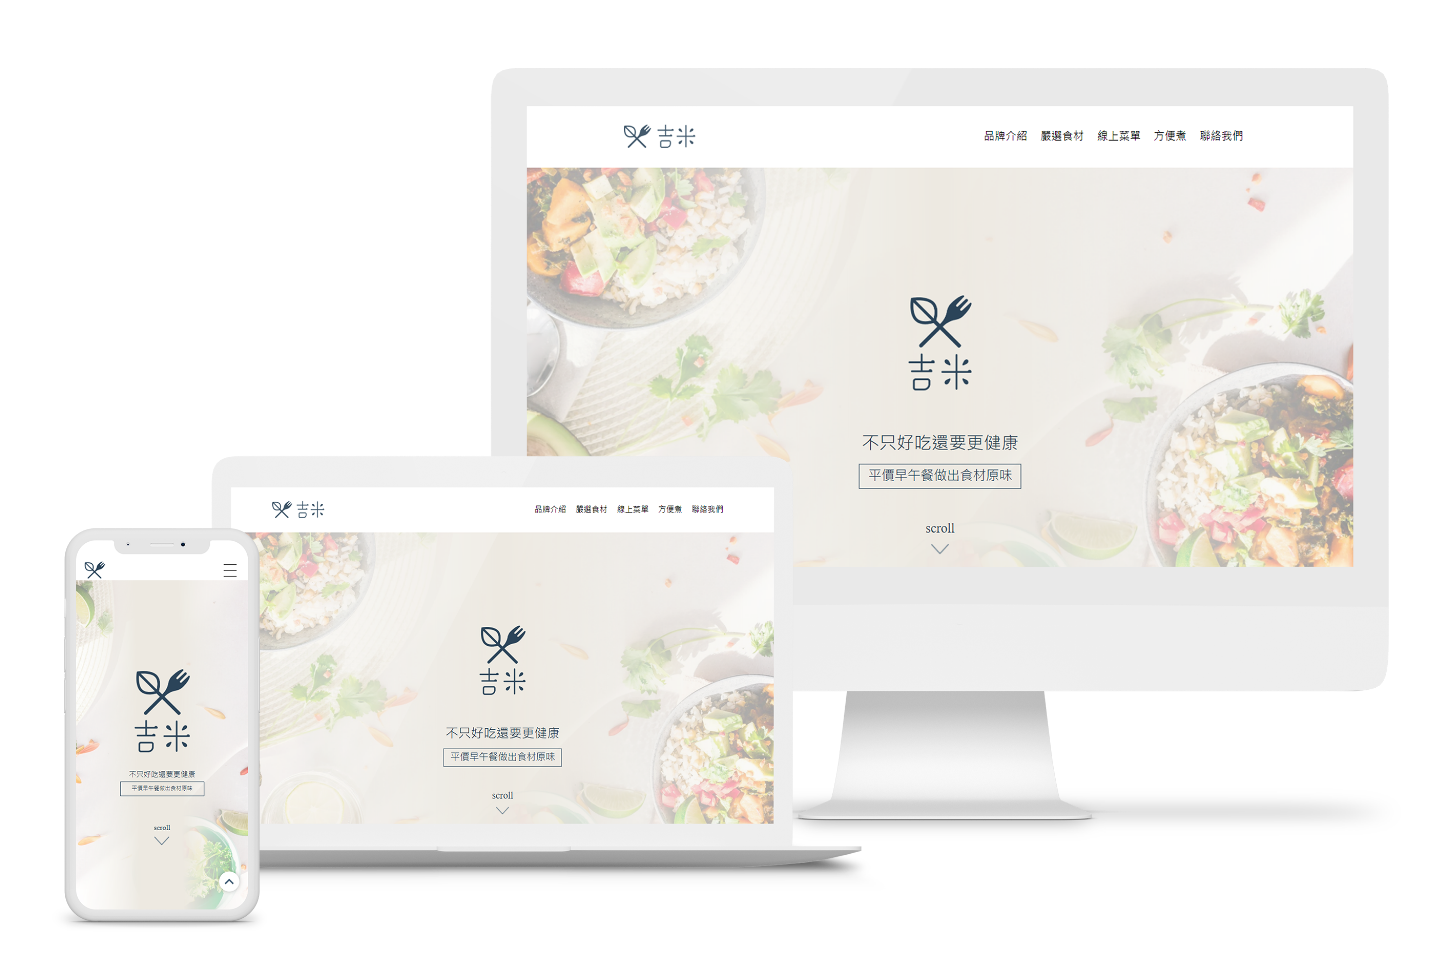 吉米
品牌介紹 嚴選食材 線上菜單 方便煮 聯絡我們
吉米
不只好吃還要更健康
平價早午餐做出食材原味
scroll
吉米
品牌介紹 嚴選食材 線上菜單 方便煮 聯絡我們
吉米
不只好吃還要更健康
平價早午餐做出食材原味
scroll
吉米
不只好吃還要更健康
平價早午餐做出食材原味
scroll